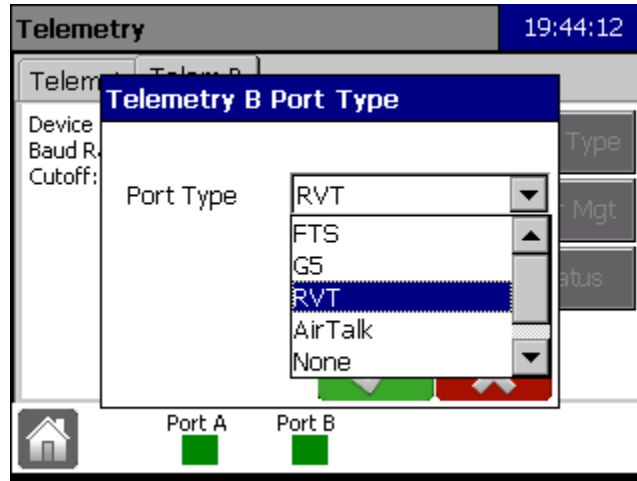 Telemetry
19:44:12
Telem
Telemetry B Port Type
Device
Baud R
Cutoff:
Type
Mgt
Port Type
RVT
FTS
G5
RVT
AirTalk
None
Port A
Port B